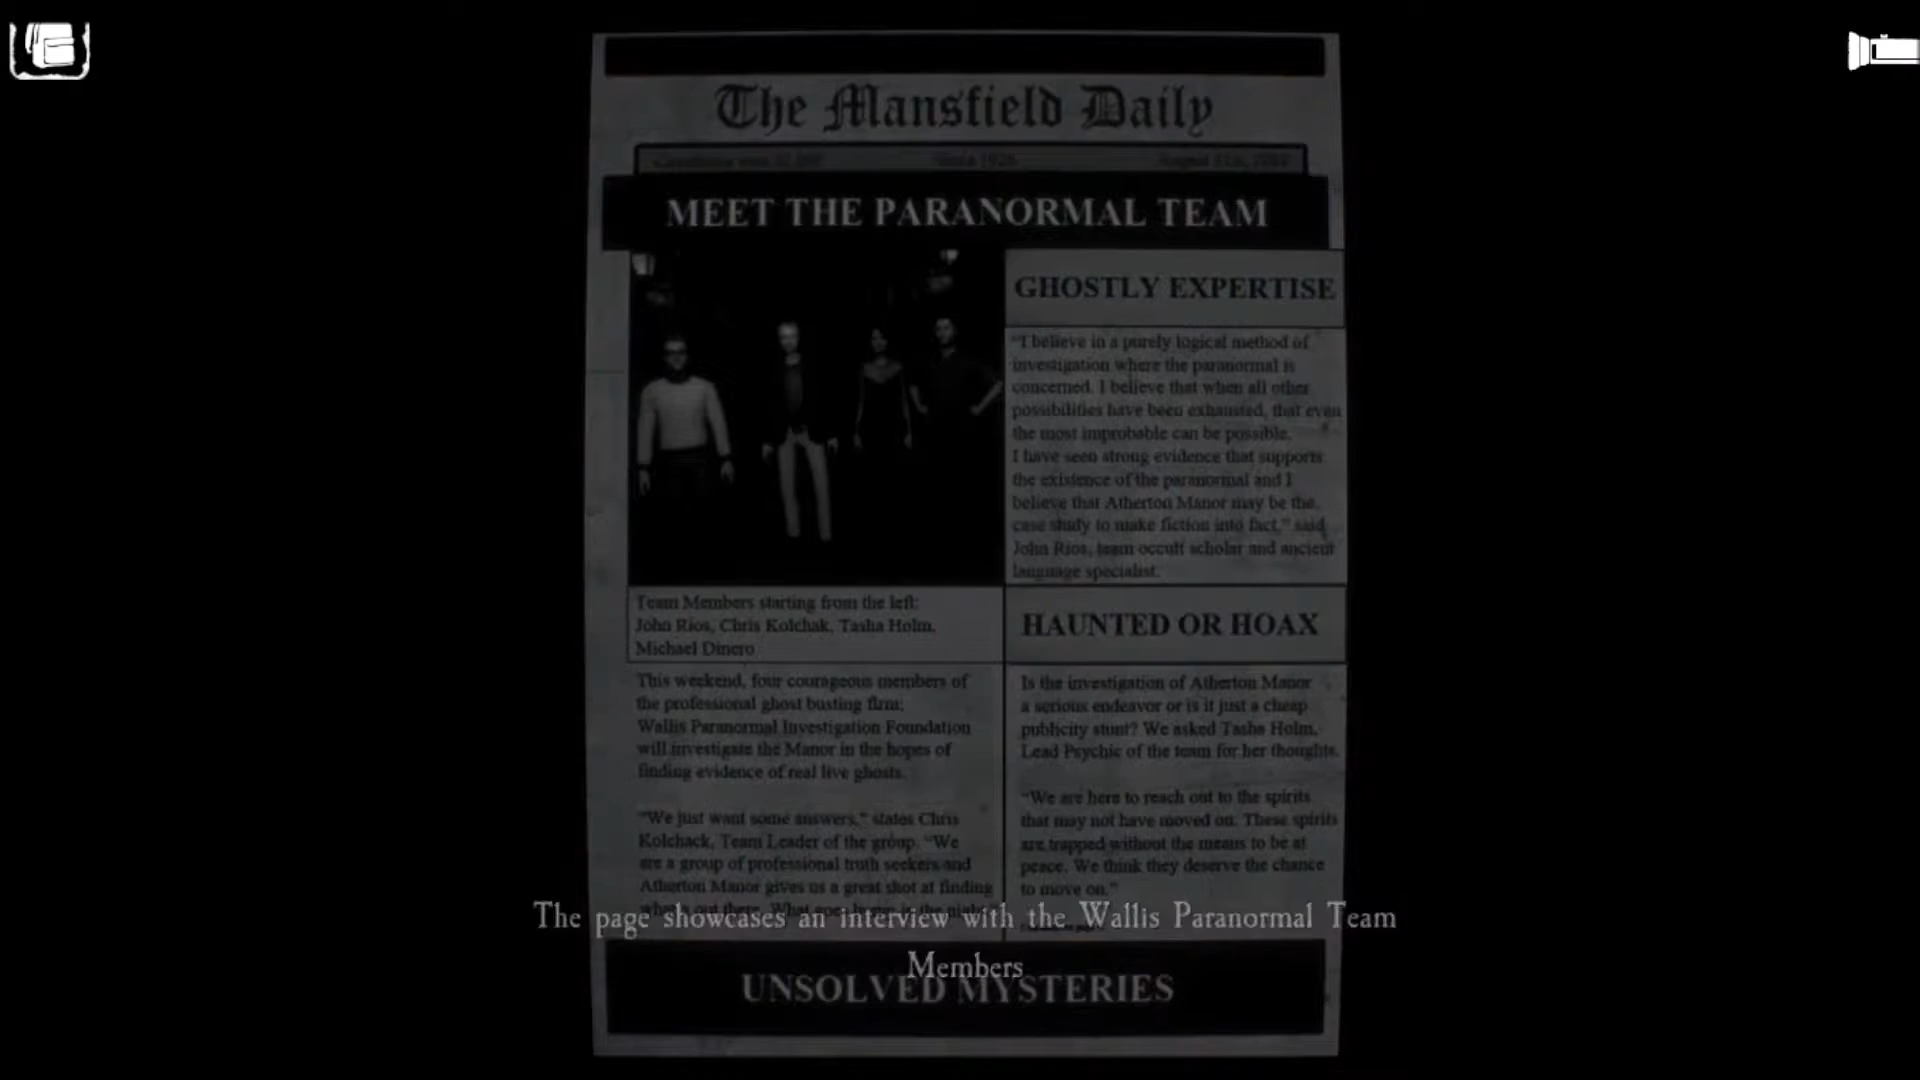 The Mansfield Daily
Since 1926
MEET THE PARANORMAL TEAM
GHOSTLY EXPERTISE
"I believe in a purely logical method of
investigation where the paranormal is
concerned. I believe that when all other
possibilities have been exhausted, that even
the most improbable can be possible.
I have seen strong evidence that supports
the existence of the paranormal and I
believe that Atherton Manor may be the
case study to make fiction into fact," said
John Rios, team occult scholar and ancient
language specialist.
Team Members starting from the left:
John Rios, Chris Kolchak, Tasha Holm,
Michael Dinero
This weekend, four courageous members of
the professional ghost busting firm;
Wallis Paranormal Investigation Foundation
will investigate the Manor in the hopes of
finding evidence of real live ghosts.
"We just want some answers," states Chris
Kolchack, Team Leader of the group. "We
are a group of professional truth seekers and
Atherton Manor gives us a great shot at finding
what's out there. What goes bump in the night
HAUNTED OR HOAX
Is the investigation of Atherton Manor
a serious endeavor or is it just a cheap
publicity stunt? We asked Tasha Holm,
Lead Psychic of the team for her thoughts.
"We are here to reach out to the spirits
that may not have moved on. These spirits
are trapped without the means to be at
peace. We think they deserve the chance
to move on."
The page showcases an interview with the Wallis Paranormal Team
Members
UNSOLVED MYSTERIES